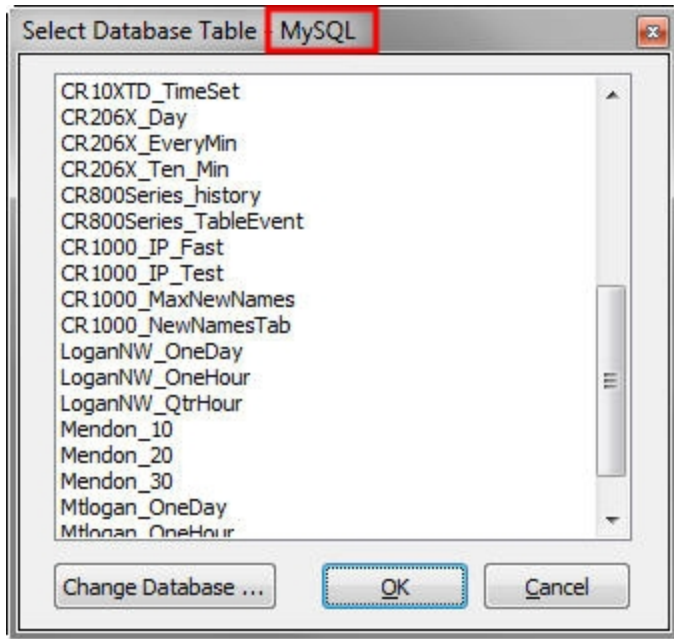 Select Database Table - MySQL
CR10XTD_TimeSet
CR206X_Day
CR206X_EveryMin
CR206X_Ten_Min
CR800Series_history
CR800Series_TableEvent
CR1000_IP_Fast
CR1000_IP_Test
CR1000_MaxNewNames
CR1000_NewNamesTab
LoganNW_OneDay
LoganNW_OneHour
LoganNW_QtrHour
Mendon_10
Mendon_20
Mendon_30
Mtlogan_OneDay
Mtlogan_OneHour
Change Database ...
OK
Cancel